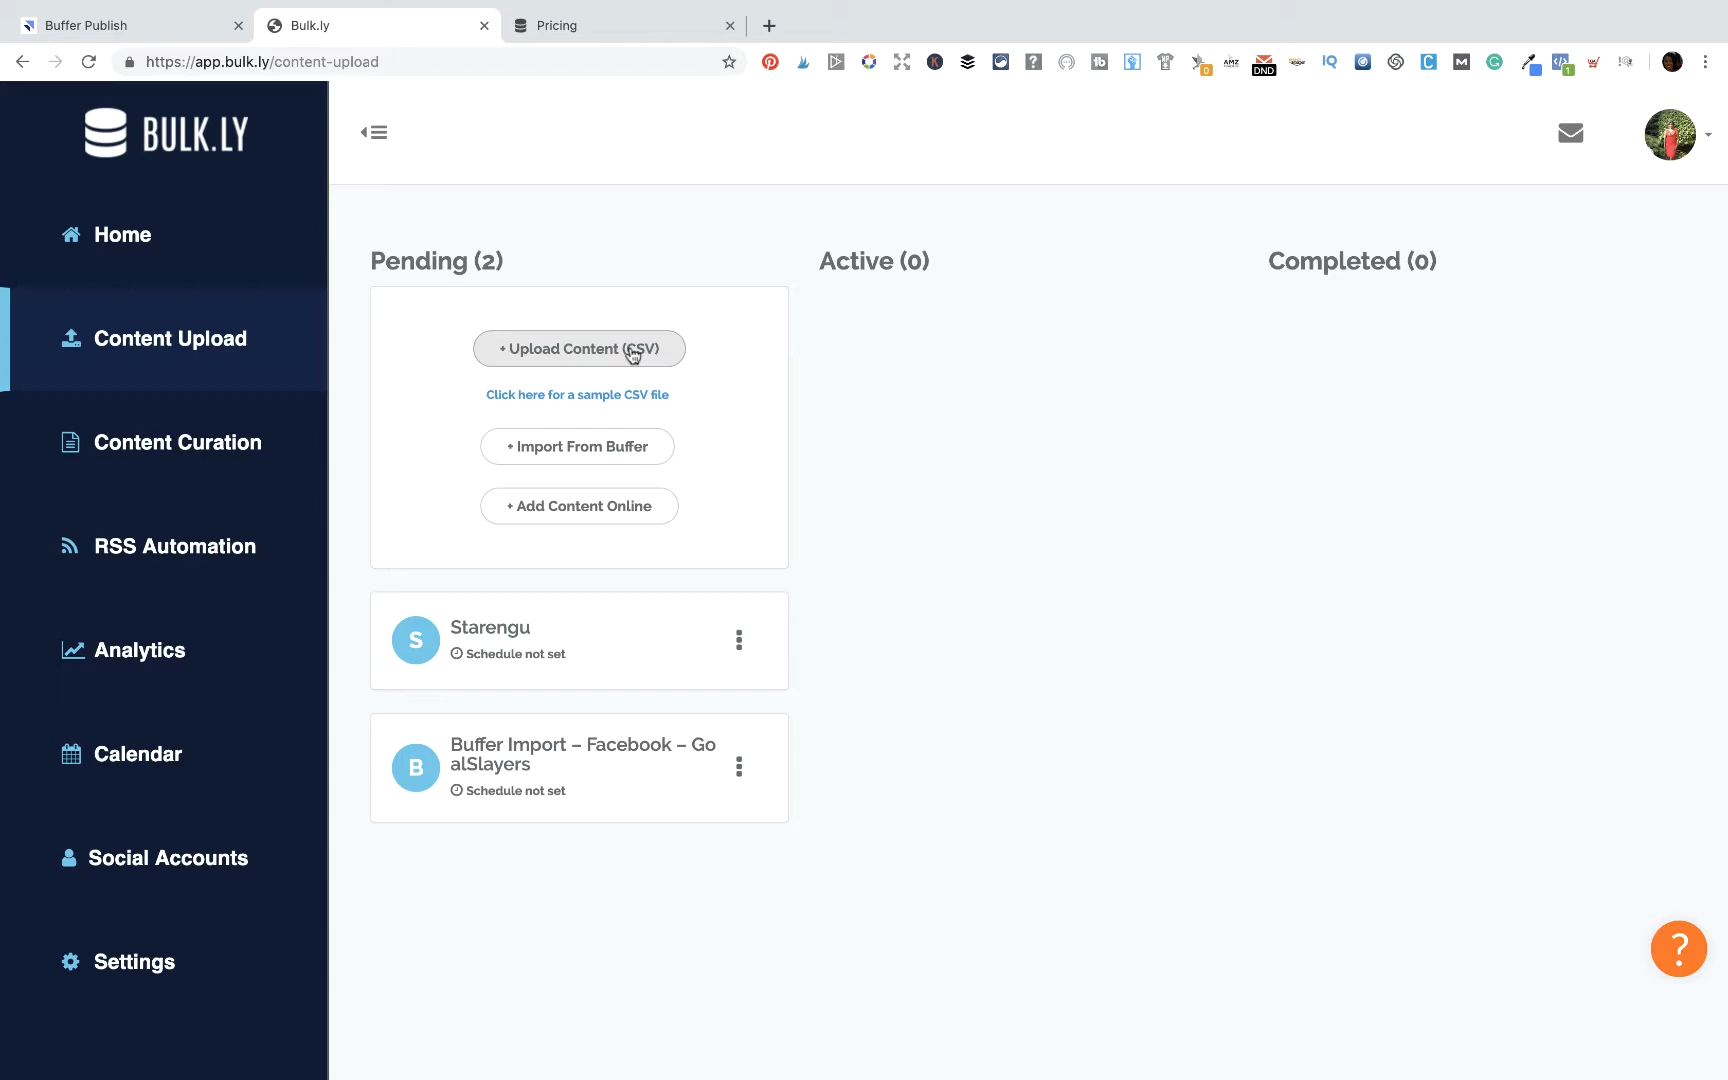 Buffer Publish
Bulk.ly
Pricing
https://app.bulk.ly/content-upload
tb
0
AMZ
DND
IQ
C
M
1
BULK.LY
Home
Content Upload
Content Curation
RSS Automation
Analytics
Calendar
Social Accounts
Settings
Pending (2)
+ Upload Content (CSV)
Click here for a sample CSV file
+ Import From Buffer
+ Add Content Online
S
Starengu
Schedule not set
B
Buffer Import – Facebook – Go
alSlayers
Schedule not set
Active (0)
Completed (0)
?